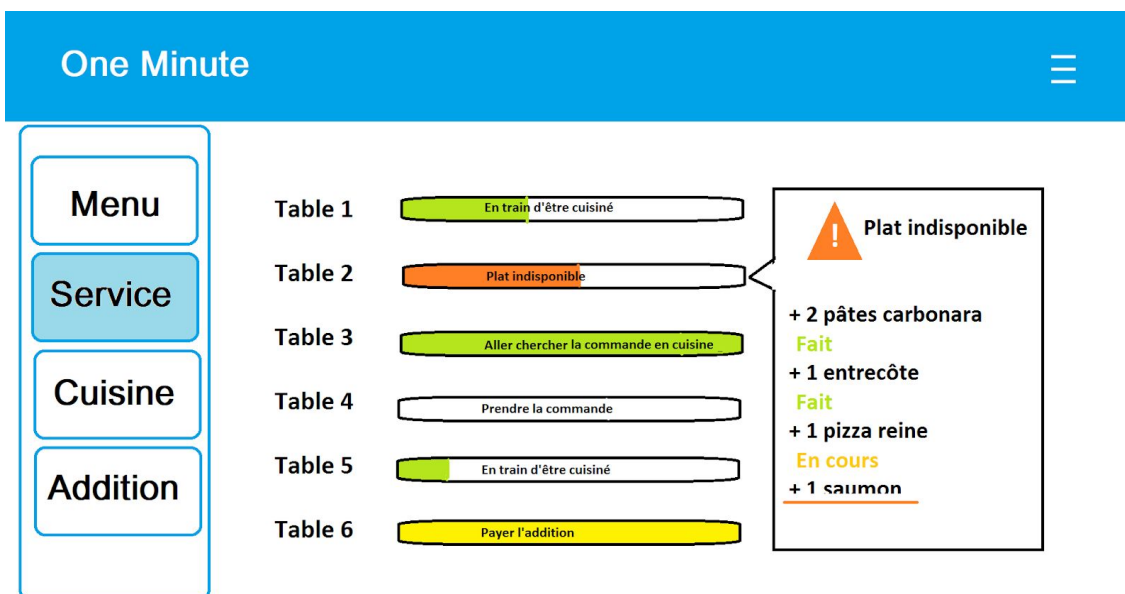 One Minute
Menu
Service
Cuisine
Addition
Table 1 En train d'être cuisiné
Table 2 Plat indisponible
Table 3 Aller chercher la commande en cuisine
Table 4 Prendre la commande
Table 5 En train d'être cuisiné
Table 6 Payer l'addition
! Plat indisponible
+ 2 pâtes carbonara
Fait
+ 1 entrecôte
Fait
+ 1 pizza reine
En cours
+ 1 saumon